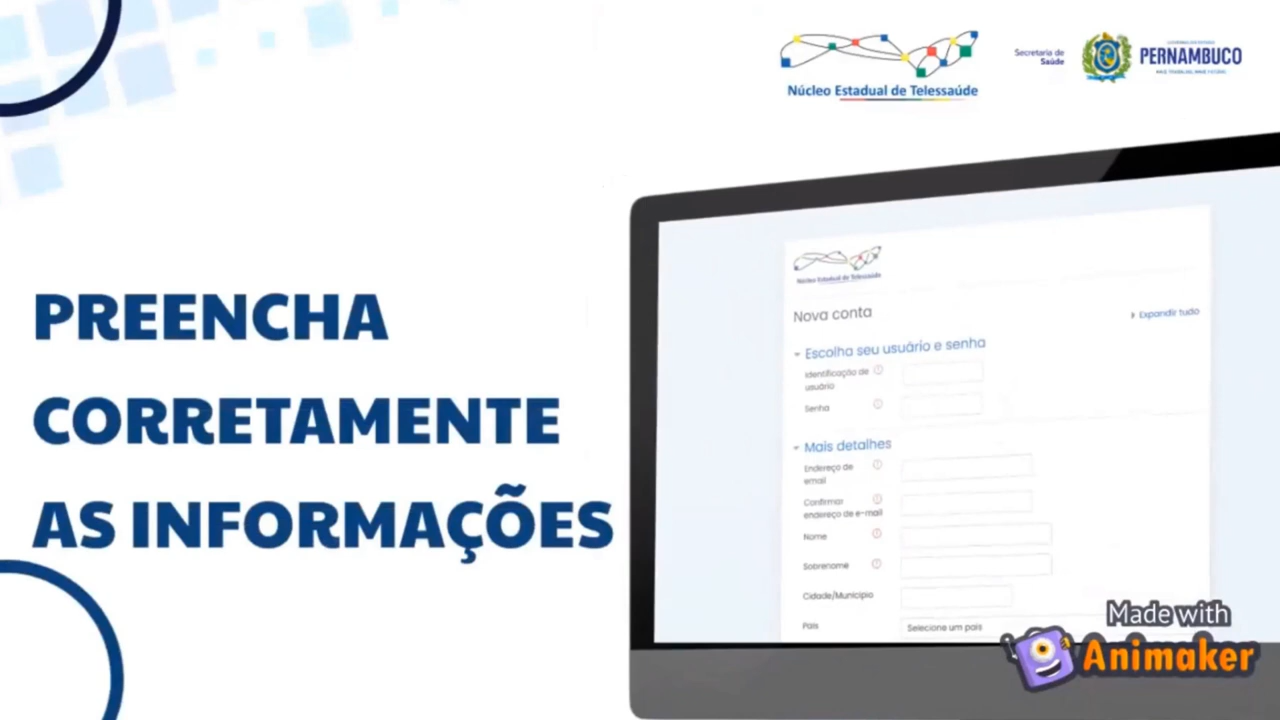 Núcleo Estadual de Telessaúde
Secretaria de
Saúde
PERNAMBUCO
PREENCHA
CORRETAMENTE
AS INFORMAÇÕES
Núcleo Estadual de Telessaúde
Nova conta
Expandir tudo
Escolha seu usuário e senha
Identificação de
usuário
Senha
Mais detalhes
Endereço de
email
Confirmar
endereço de e-mail
Nome
Sobrenome
Cidade/Município
País
Selecione um país
Made with
Animaker